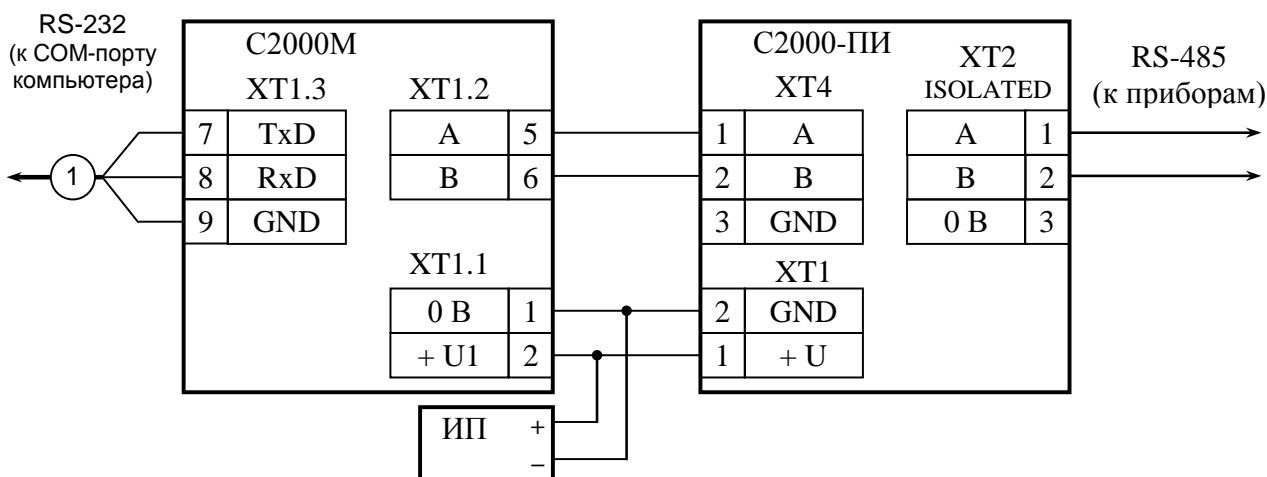 RS-232
(к COM-порту
компьютера)
1
С2000М
XT1.3
7 TxD
8 RxD
9 GND
XT1.2
A 5
B 6
XT1.1
0 В 1
+ U1 2
ИП +
−
С2000-ПИ
XT4
1 A
2 B
3 GND
XT1
2 GND
1 + U
XT2
ISOLATED
A 1
B 2
0 В 3
RS-485
(к приборам)